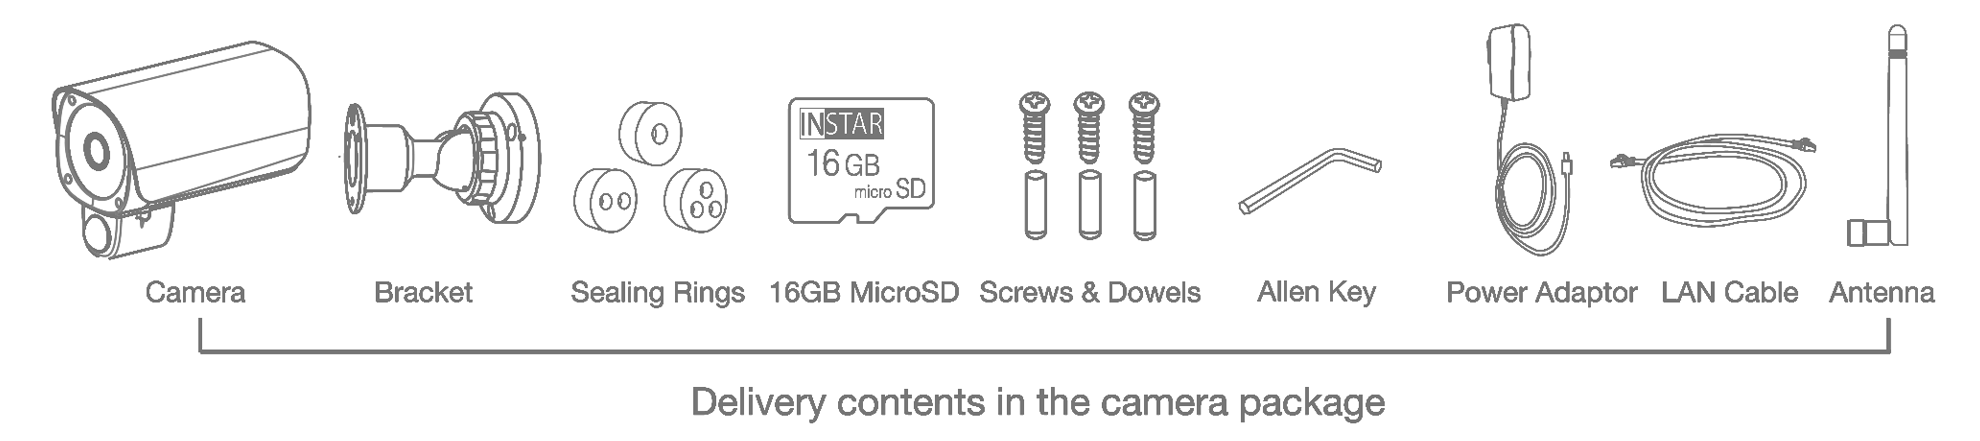 INSTAR
16 GB
micro SD
Camera
Bracket
Sealing Rings
16GB MicroSD
Screws & Dowels
Allen Key
Power Adaptor
LAN Cable
Antenna
Delivery contents in the camera package